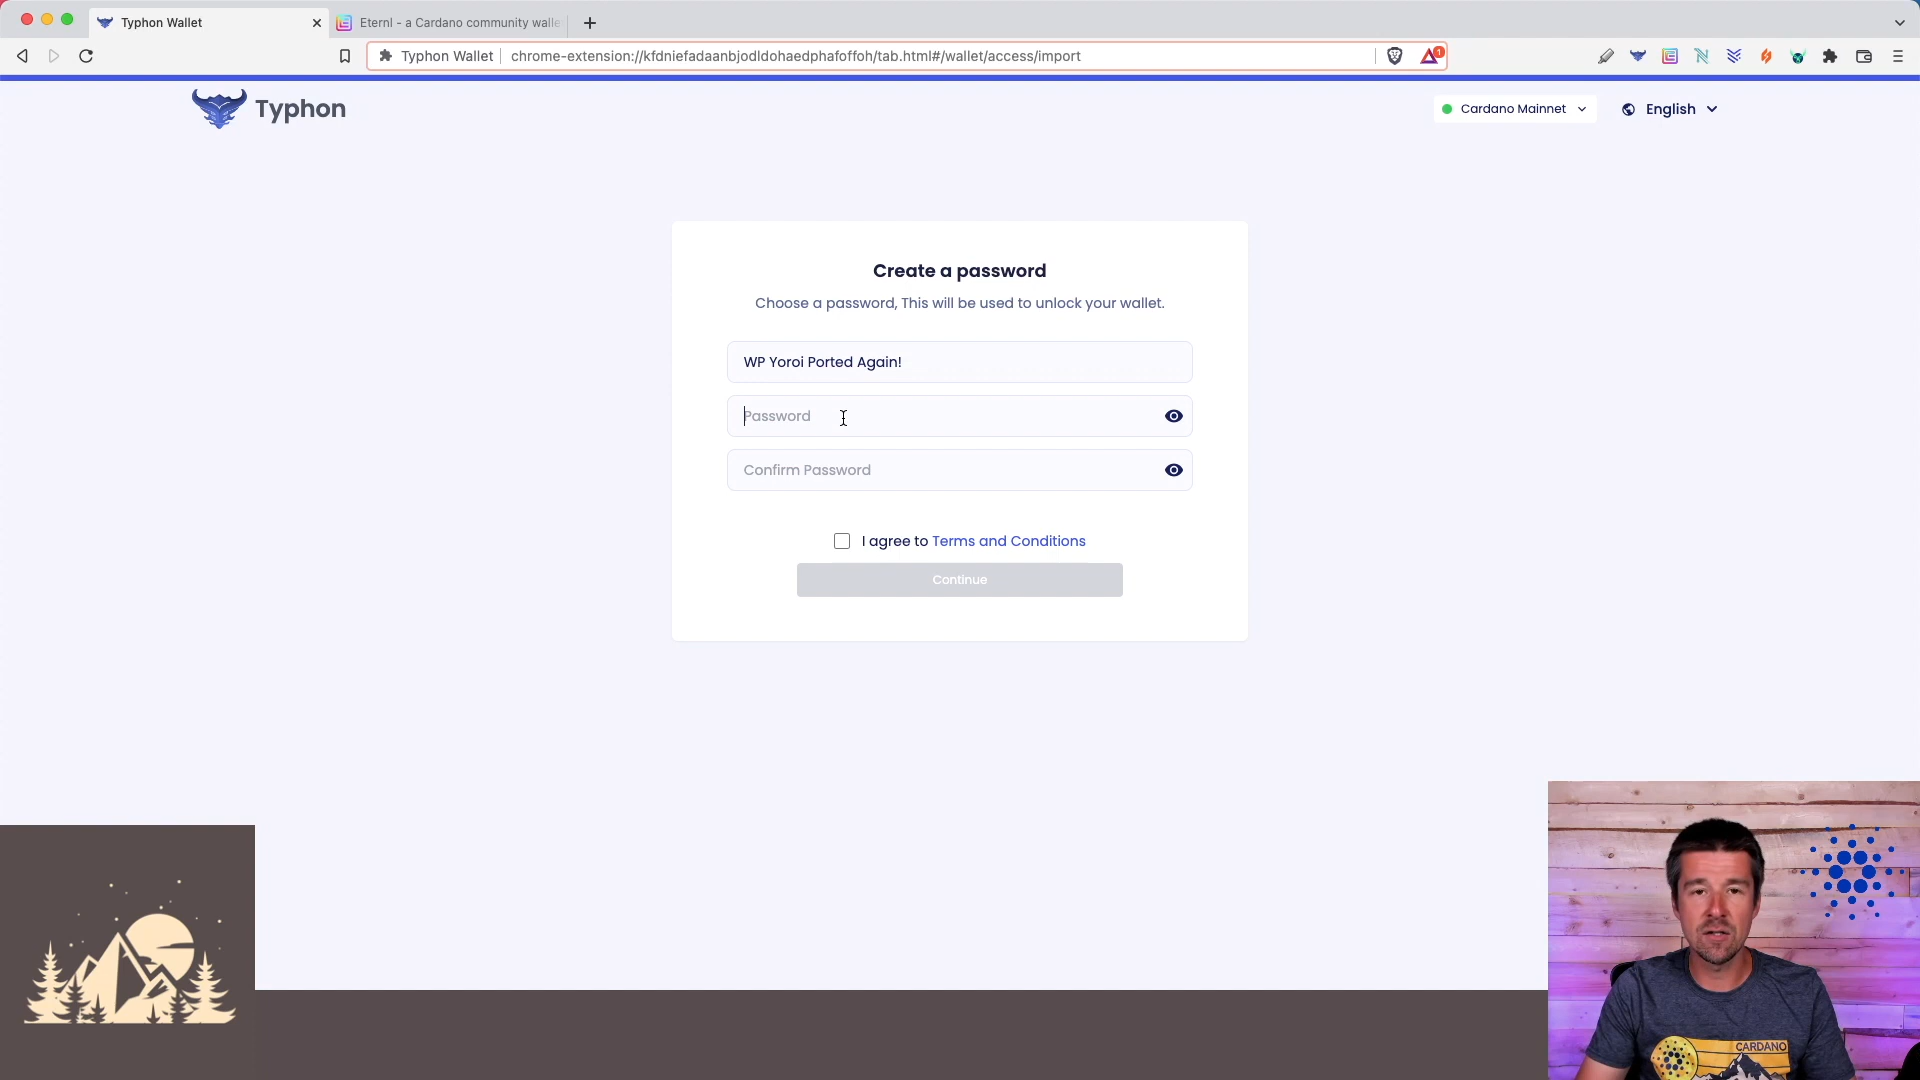 Typhon Wallet
Eternl - a Cardano community walle
Typhon Wallet
chrome-extension://kfdniefadaanbjodldohaedphafoffoh/tab.html#/wallet/access/import
1
Typhon
Cardano Mainnet
English
Create a password
Choose a password, This will be used to unlock your wallet.
WP Yoroi Ported Again!
Password
Confirm Password
I agree to Terms and Conditions
Continue
CARDANO